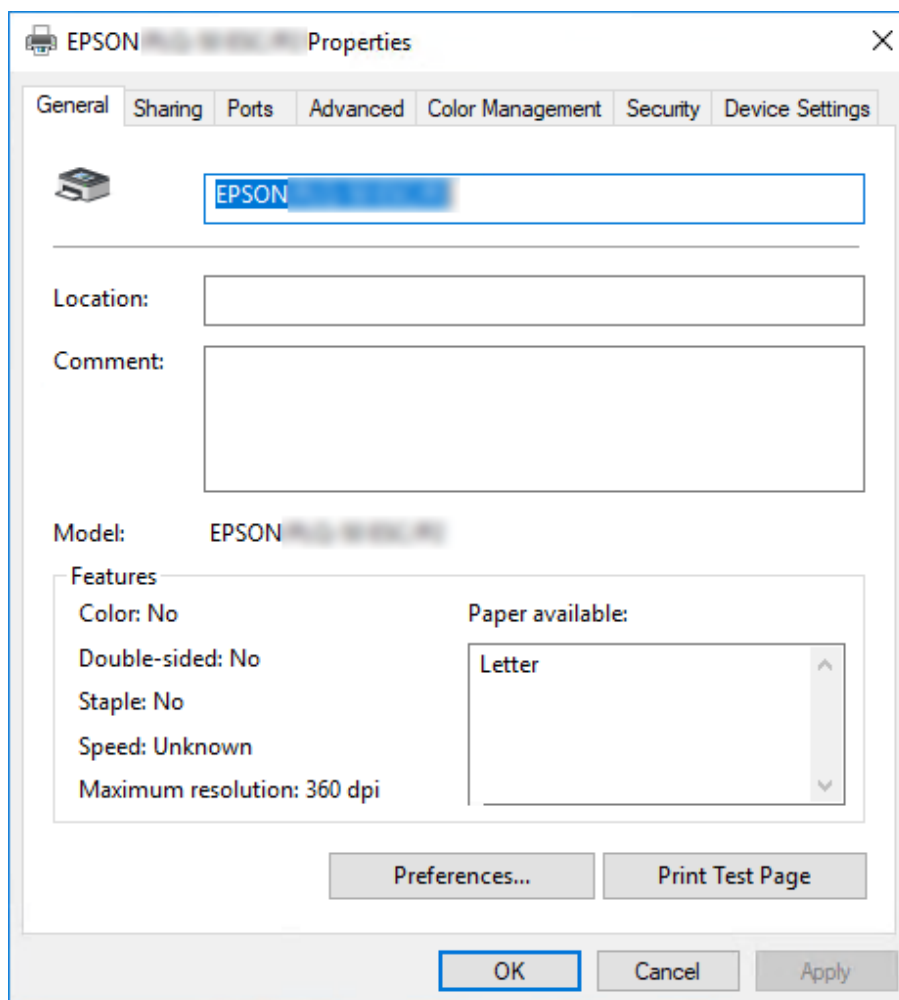 EPSON Properties
General Sharing Ports Advanced Color Management Security Device Settings
EPSON
Location:
Comment:
Model: EPSON
Features
Color: No
Paper available:
Double-sided: No
Letter
Staple: No
Speed: Unknown
Maximum resolution: 360 dpi
Preferences... Print Test Page
OK Cancel Apply